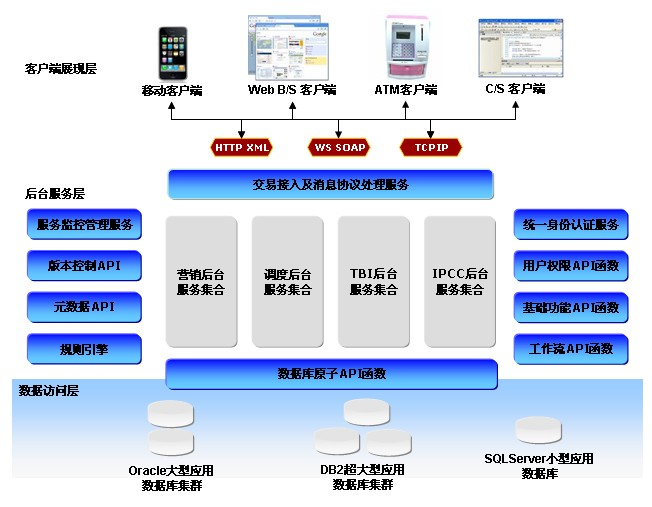 客户端展现层
移动客户端
Web B/S 客户端
ATM客户端
C/S 客户端
HTTP XML
WS SOAP
TCPIP
交易接入及消息协议处理服务
后台服务层
服务监控管理服务
版本控制API
元数据API
规则引擎
营销后台
服务集合
调度后台
服务集合
TBI后台
服务集合
IPCC后台
服务集合
统一身份认证服务
用户权限API函数
基础功能API函数
工作流API函数
数据库原子API函数
数据访问层
Oracle大型应用
数据库集群
DB2超大型应用
数据库集群
SQLServer小型应用
数据库